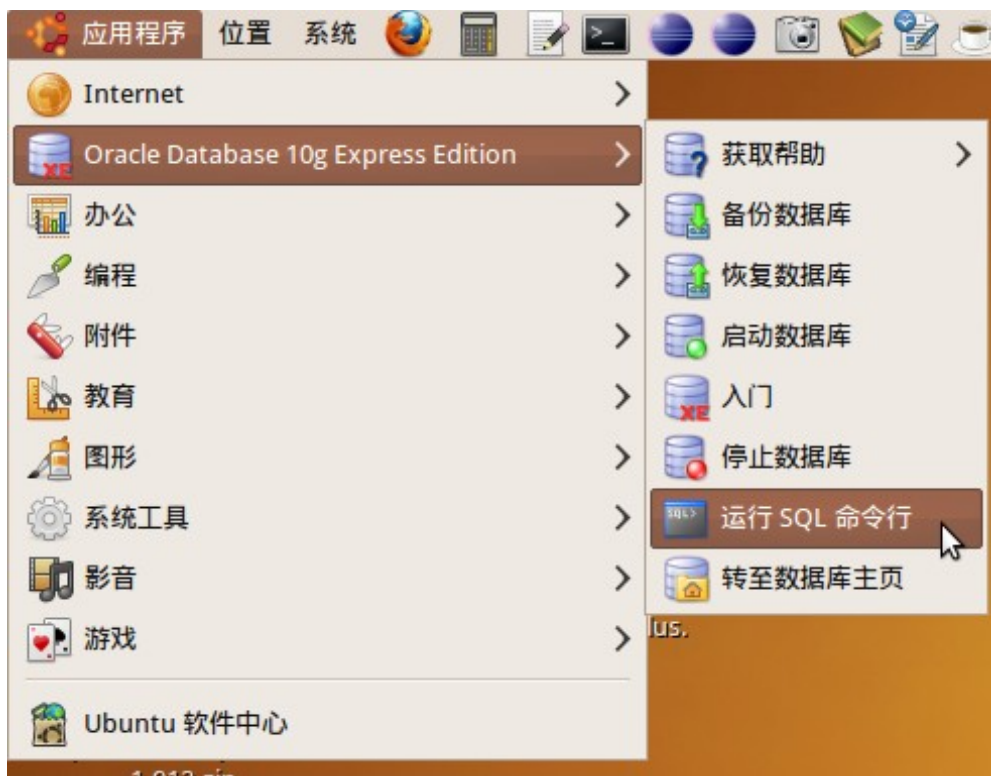 应用程序 位置 系统
Internet
Oracle Database 10g Express Edition
办公
编程
附件
教育
图形
系统工具
影音
游戏
Ubuntu 软件中心
获取帮助
备份数据库
恢复数据库
启动数据库
入门
停止数据库
运行 SQL 命令行
转至数据库主页
lus.